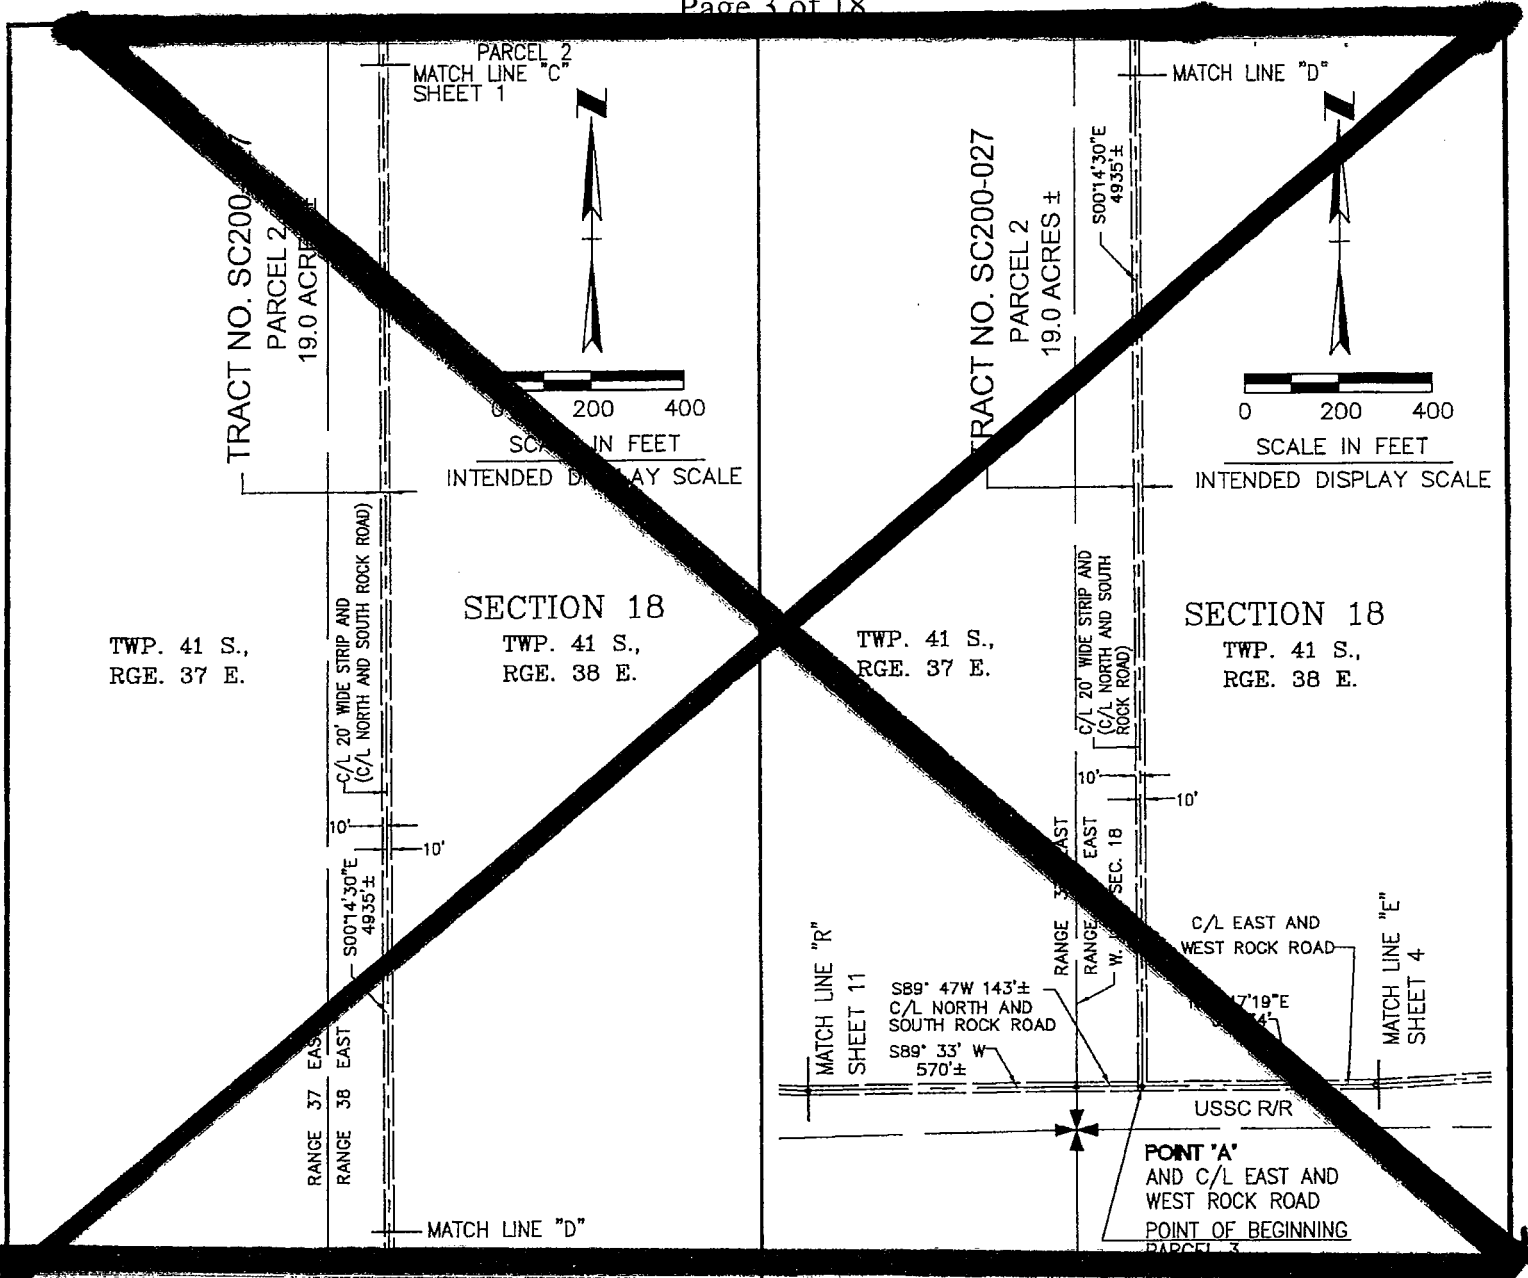 Page 3 of 18
PARCEL 2
MATCH LINE "C"
SHEET 1
TRACT NO. SC200
PARCEL 2
19.0 ACRES ±
0 200 400
IN FEET
INTENDED DISPLAY SCALE
C/L 20' WIDE STRIP AND
(C/L NORTH AND SOUTH ROCK ROAD)
SECTION 18
TWP. 41 S.,
RGE. 37 E.
TWP. 41 S.,
RGE. 38 E.
10'
10'
S00°14'30"E
4935'±
RANGE 37 EAST
RANGE 38 EAST
MATCH LINE "D"
MATCH LINE "D"
S00°14'30"E
4935'±
TRACT NO. SC200-027
PARCEL 2
19.0 ACRES ±
0 200 400
SCALE IN FEET
INTENDED DISPLAY SCALE
C/L 20' WIDE STRIP AND
(C/L NORTH AND SOUTH
ROCK ROAD)
TWP. 41 S.,
RGE. 37 E.
SECTION 18
TWP. 41 S.,
RGE. 38 E.
10'
10'
RANGE EAST
RANGE EAST
W. SEC. 18
C/L EAST AND
WEST ROCK ROAD
MATCH LINE "R"
SHEET 11
S89° 47W 143'±
C/L NORTH AND
SOUTH ROCK ROAD
S89° 33' W
570'±
17'19"E
MATCH LINE "E"
SHEET 4
USSC R/R
POINT "A"
AND C/L EAST AND
WEST ROCK ROAD
POINT OF BEGINNING
PARCEL 3